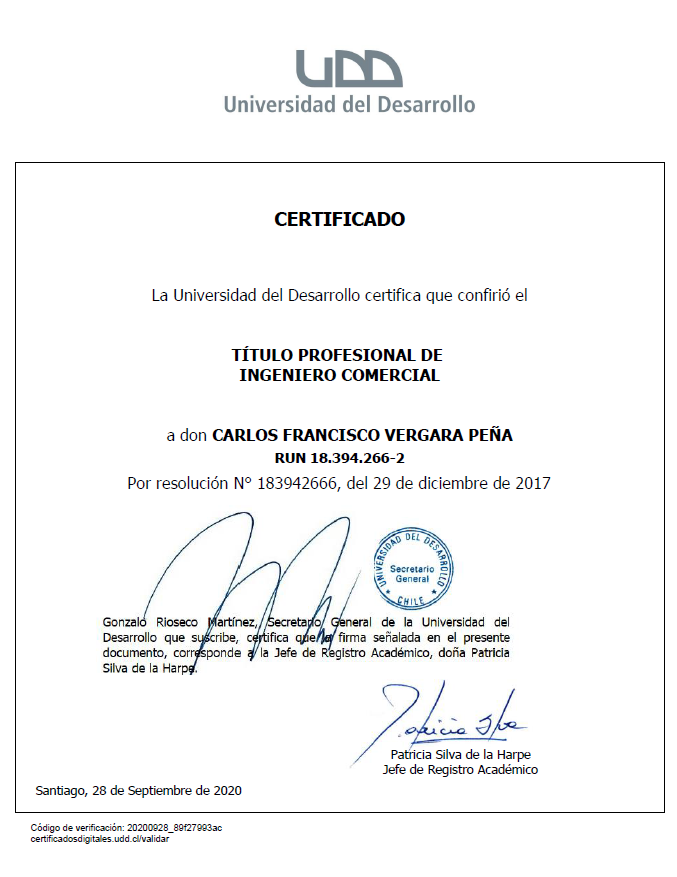 UDD
Universidad del Desarrollo
CERTIFICADO
La Universidad del Desarrollo certifica que confirió el
TÍTULO PROFESIONAL DE
INGENIERO COMERCIAL
a don CARLOS FRANCISCO VERGARA PEÑA
RUN 18.394.266-2
Por resolución N° 183942666, del 29 de diciembre de 2017
UNIVERSIDAD DEL DESARROLLO
Secretario
General
* CHILE *
Gonzalo Rioseco Martínez, Secretario General de la Universidad del
Desarrollo que suscribe, certifica que la firma señalada en el presente
documento, corresponde a la Jefe de Registro Académico, doña Patricia
Silva de la Harpe.
Patricia Silva
Patricia Silva de la Harpe
Jefe de Registro Académico
Santiago, 28 de Septiembre de 2020
Código de verificación: 20200928_89f27993ac
certificadosdigitales.udd.cl/validar